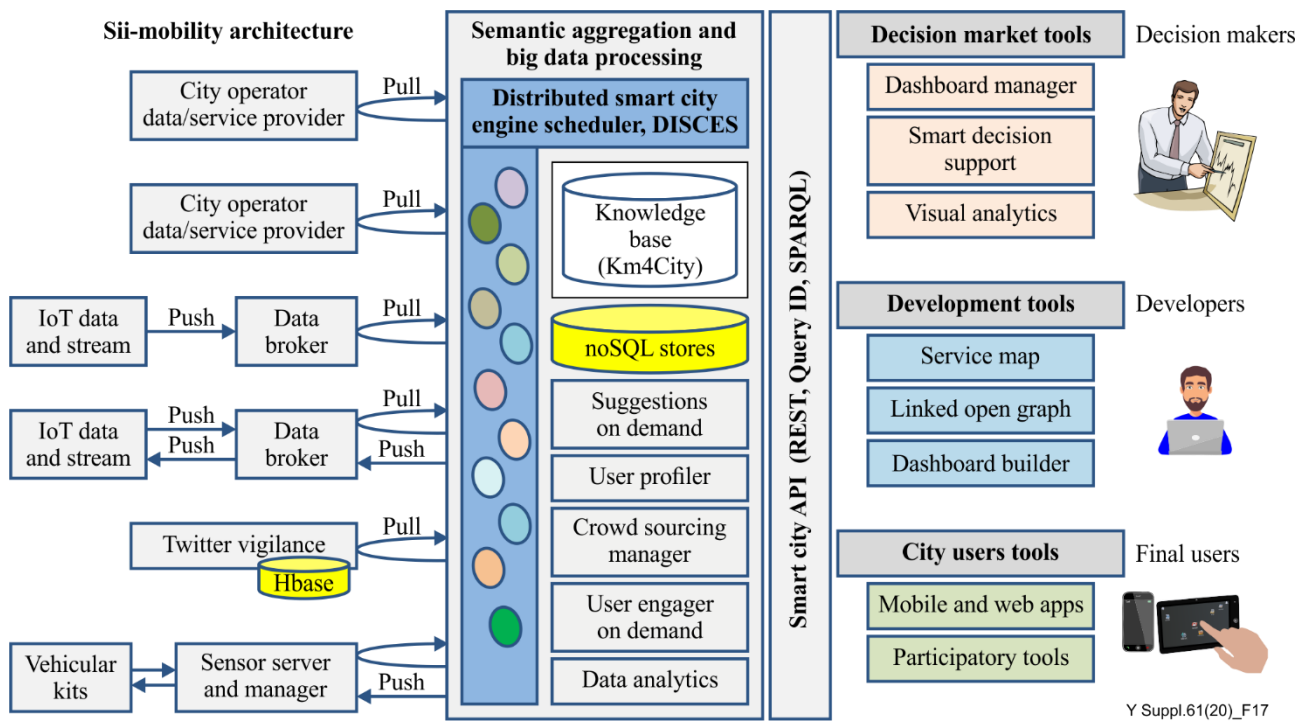 Sii-mobility architecture
City operator
data/service provider
Pull
City operator
data/service provider
Pull
IoT data
and stream
Push
Data
broker
Pull
IoT data
and stream
Push
Push
Data
broker
Pull
Push
Twitter vigilance
Hbase
Pull
Vehicular
kits
Sensor server
and manager
Push
Semantic aggregation and
big data processing
Distributed smart city
engine scheduler, DISCES
Knowledge
base
(Km4City)
noSQL stores
Suggestions
on demand
User profiler
Crowd sourcing
manager
User engager
on demand
Data analytics
Smart city API (REST, Query ID, SPARQL)
Decision market tools
Decision makers
Dashboard manager
Smart decision
support
Visual analytics
Development tools
Developers
Service map
Linked open graph
Dashboard builder
City users tools
Final users
Mobile and web apps
Participatory tools
Y Suppl.61(20)_F17